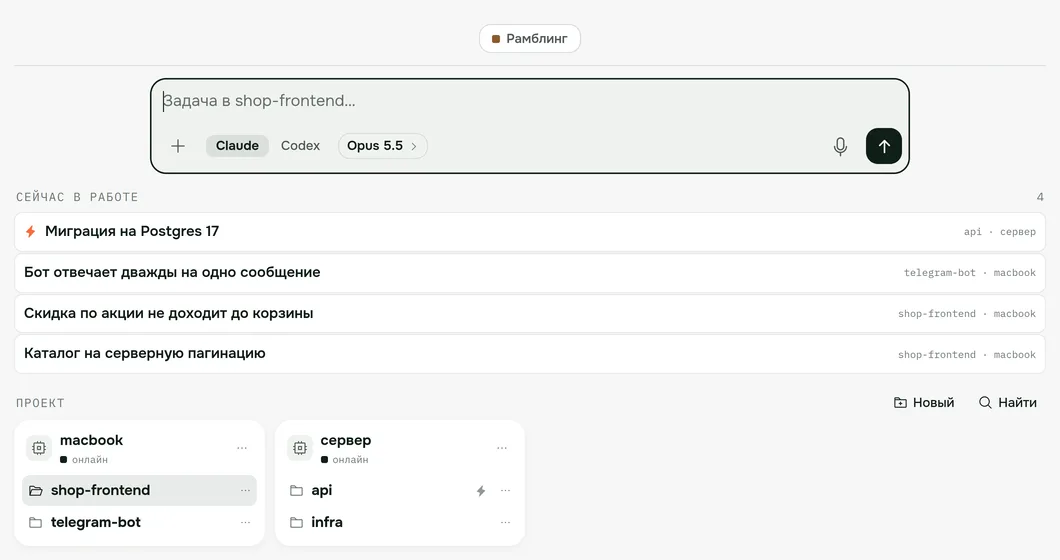 Рамблинг
Задача в shop-frontend...
Claude Codex Opus 5.5
СЕЙЧАС В РАБОТЕ 4
Миграция на Postgres 17 api · сервер
Бот отвечает дважды на одно сообщение telegram-bot · macbook
Скидка по акции не доходит до корзины shop-frontend · macbook
Каталог на серверную пагинацию shop-frontend · macbook
ПРОЕКТ Новый Найти
macbook
онлайн
shop-frontend
telegram-bot
сервер
онлайн
api
infra